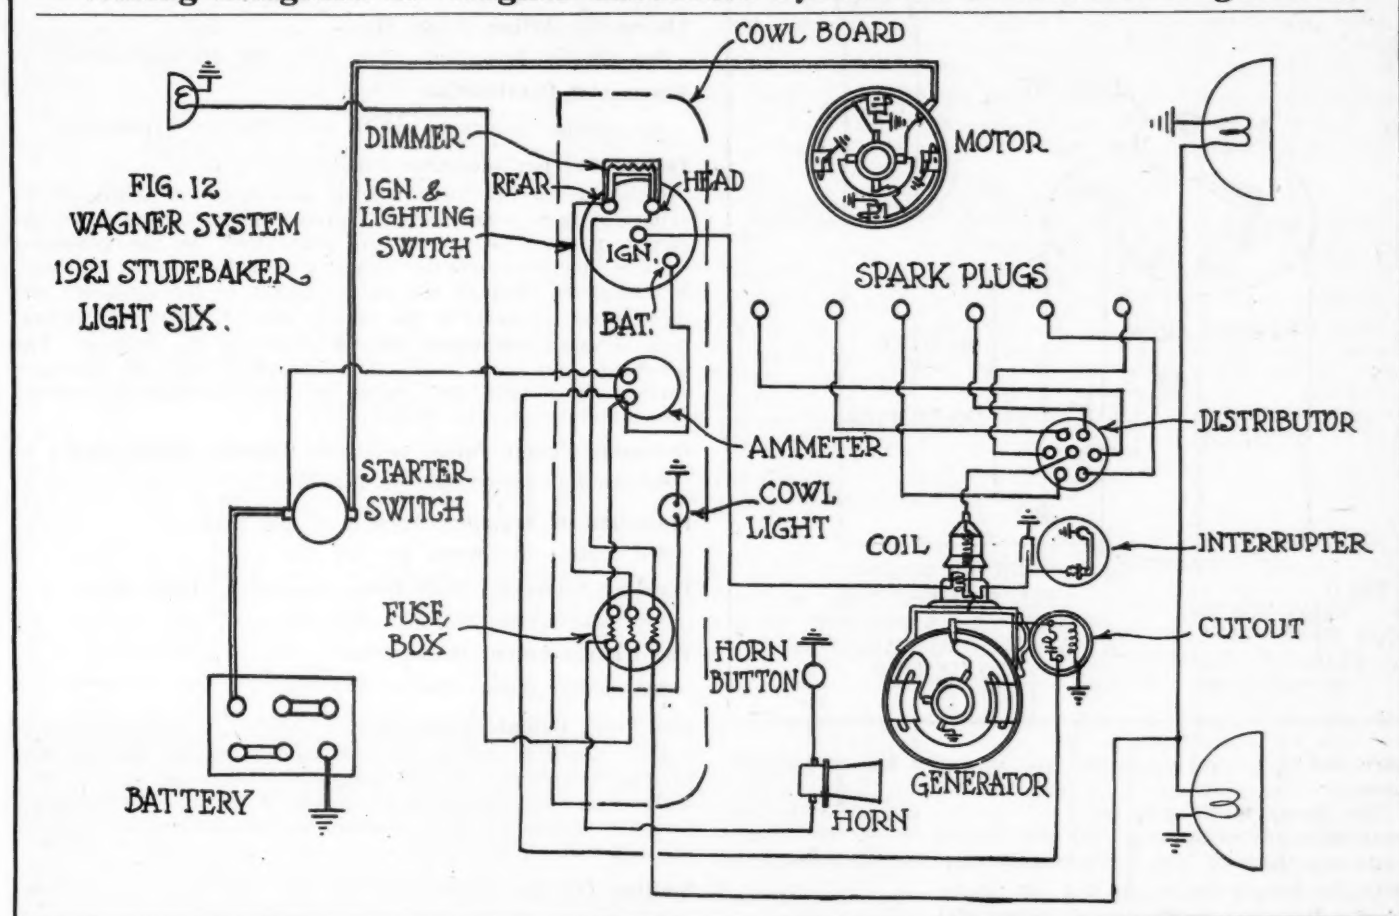 COWL BOARD
DIMMER
MOTOR
FIG. 12
WAGNER SYSTEM
1921 STUDEBAKER
LIGHT SIX.
IGN. &
LIGHTING
SWITCH
REAR
HEAD
IGN.
BAT.
SPARK PLUGS
DISTRIBUTOR
AMMETER
STARTER
SWITCH
COWL
LIGHT
COIL
INTERRUPTER
FUSE
BOX
HORN
BUTTON
CUTOUT
GENERATOR
BATTERY
HORN